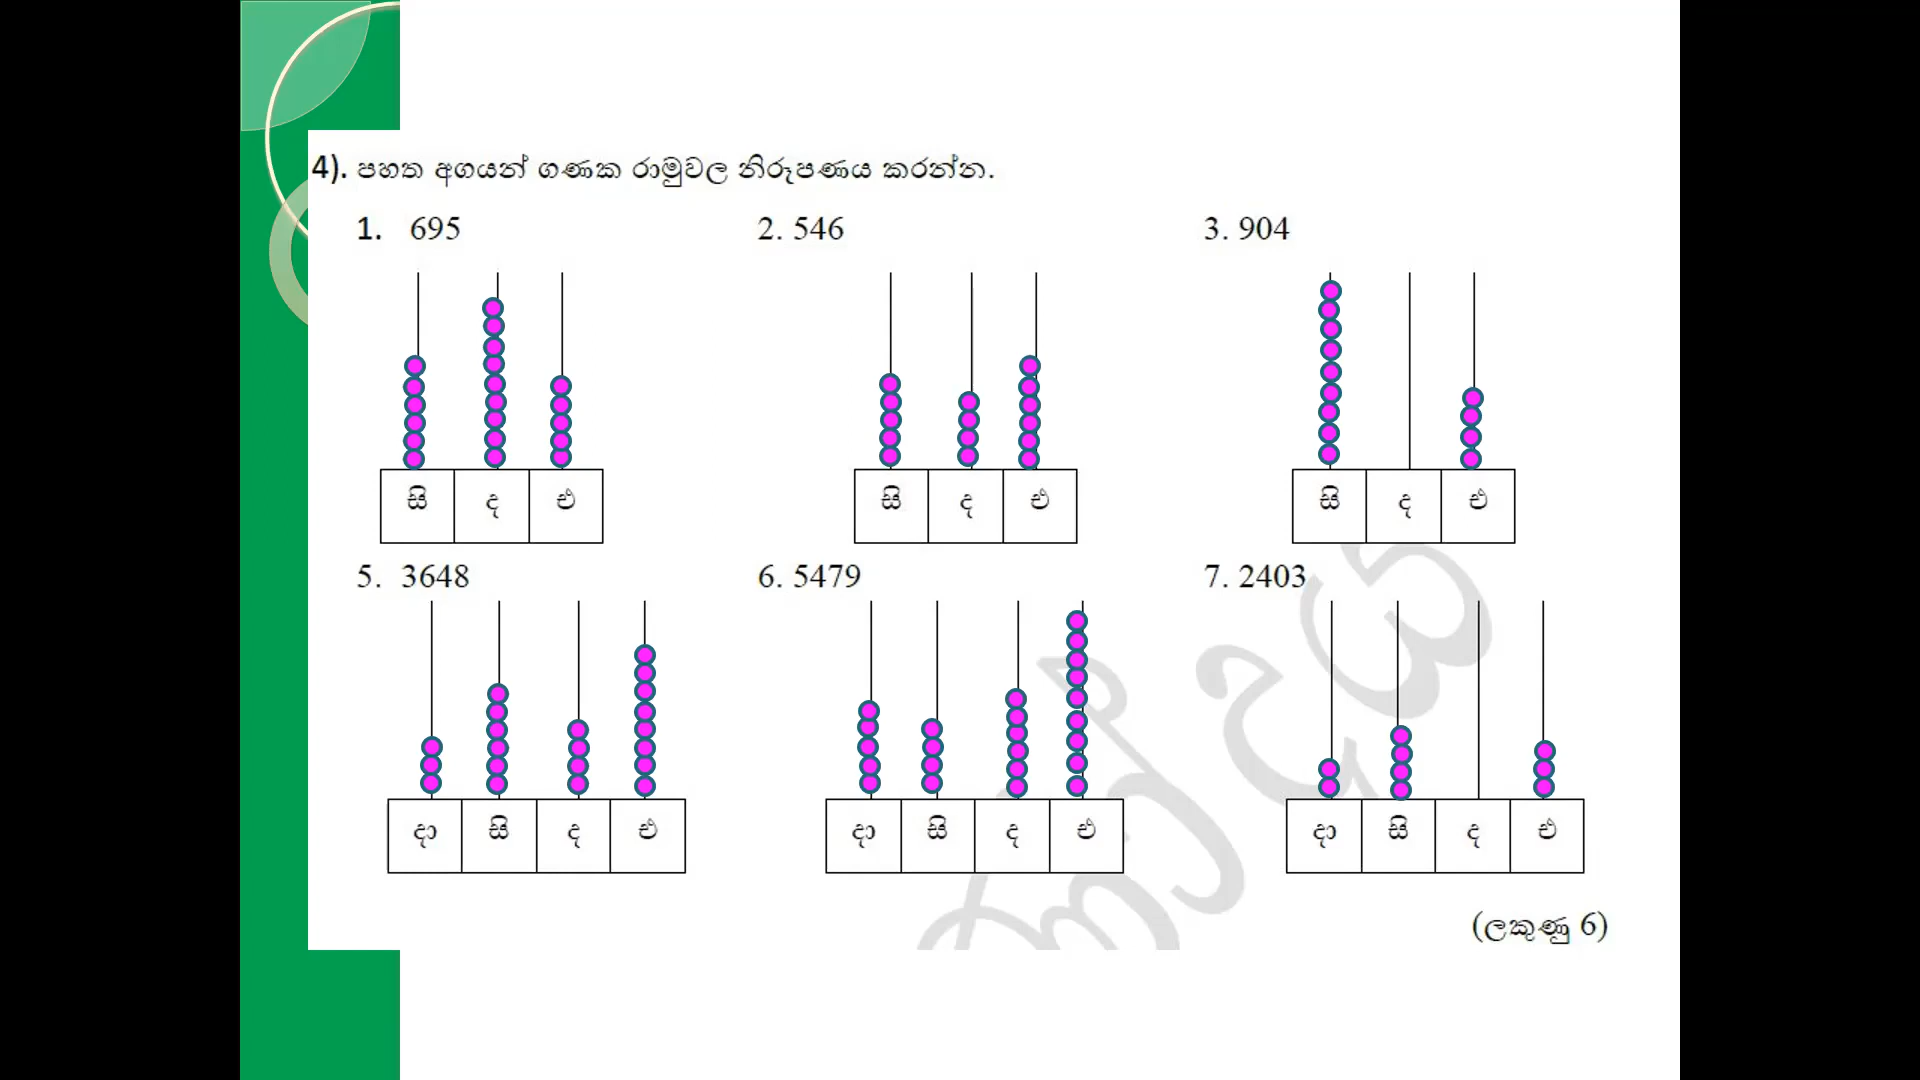 4). පහත අගයන් ගණක රාමුවල නිරූපණය කරන්න.
1. 695 2. 546 3. 904
සි ද එ සි ද එ සි ද එ
5. 3648 6. 5479 7. 2403
දා සි ද එ දා සි ද එ දා සි ද එ
(ලකුණු 6)